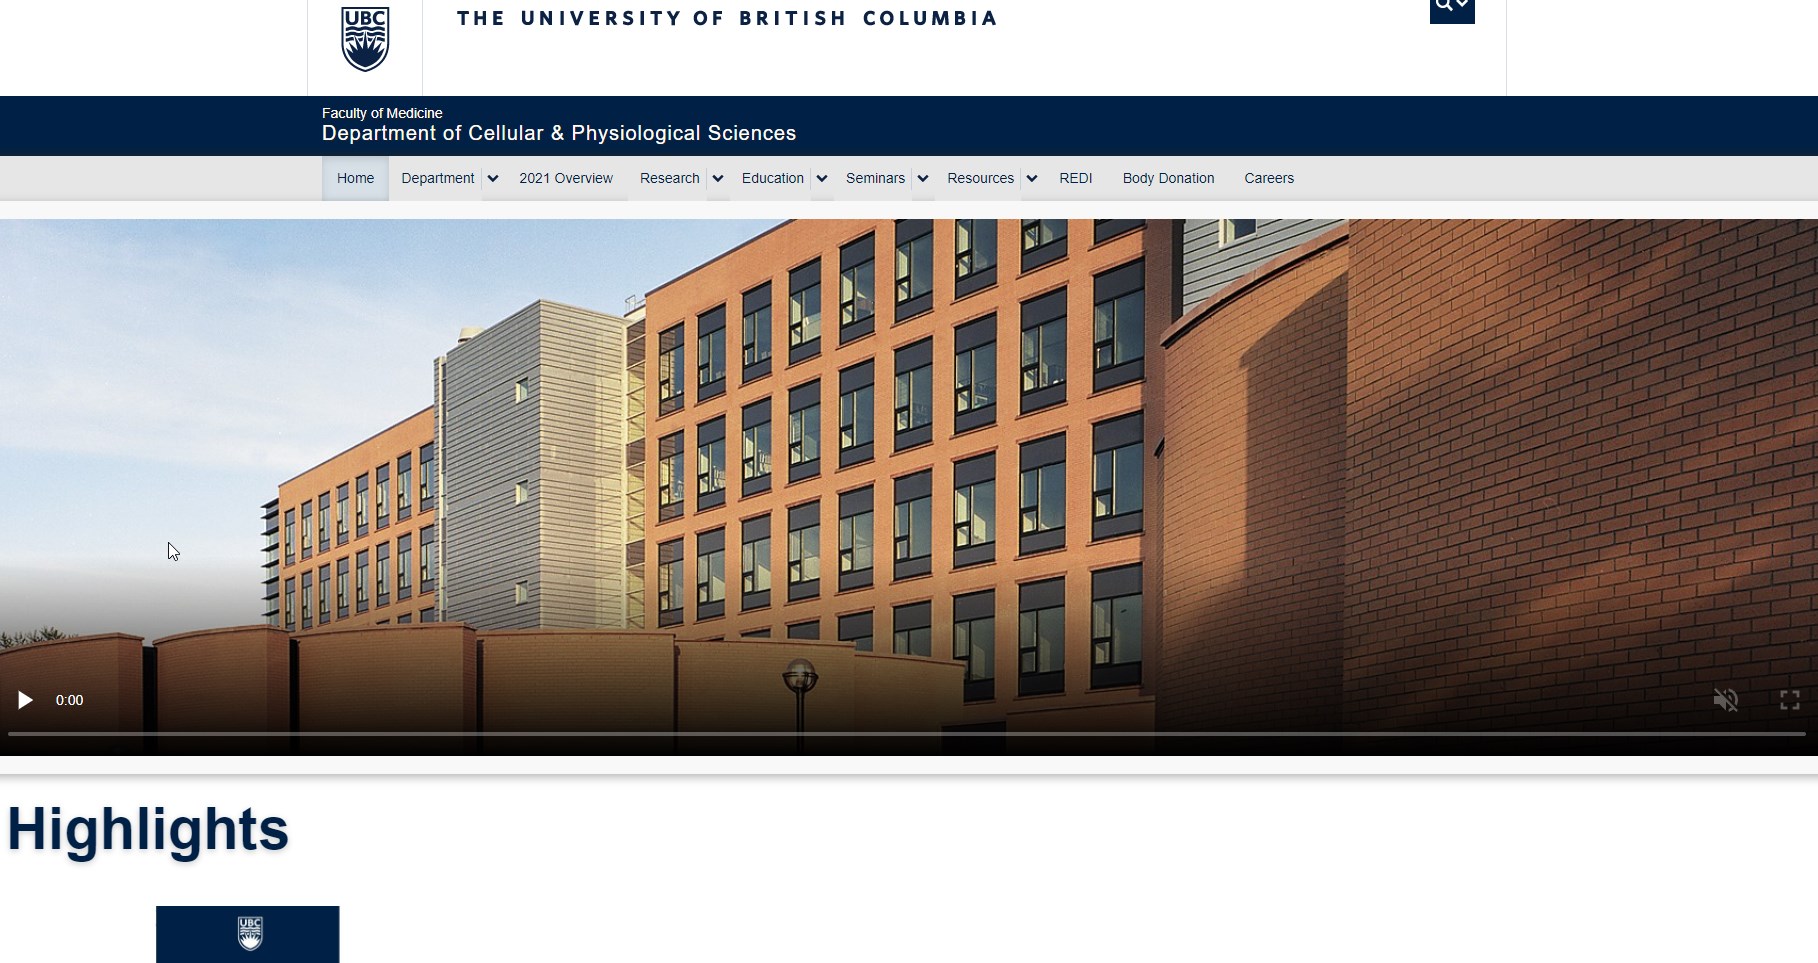 UBC
THE UNIVERSITY OF BRITISH COLUMBIA
Faculty of Medicine
Department of Cellular & Physiological Sciences
Home Department 2021 Overview Research Education Seminars Resources REDI Body Donation Careers
0:00
Highlights
UBC